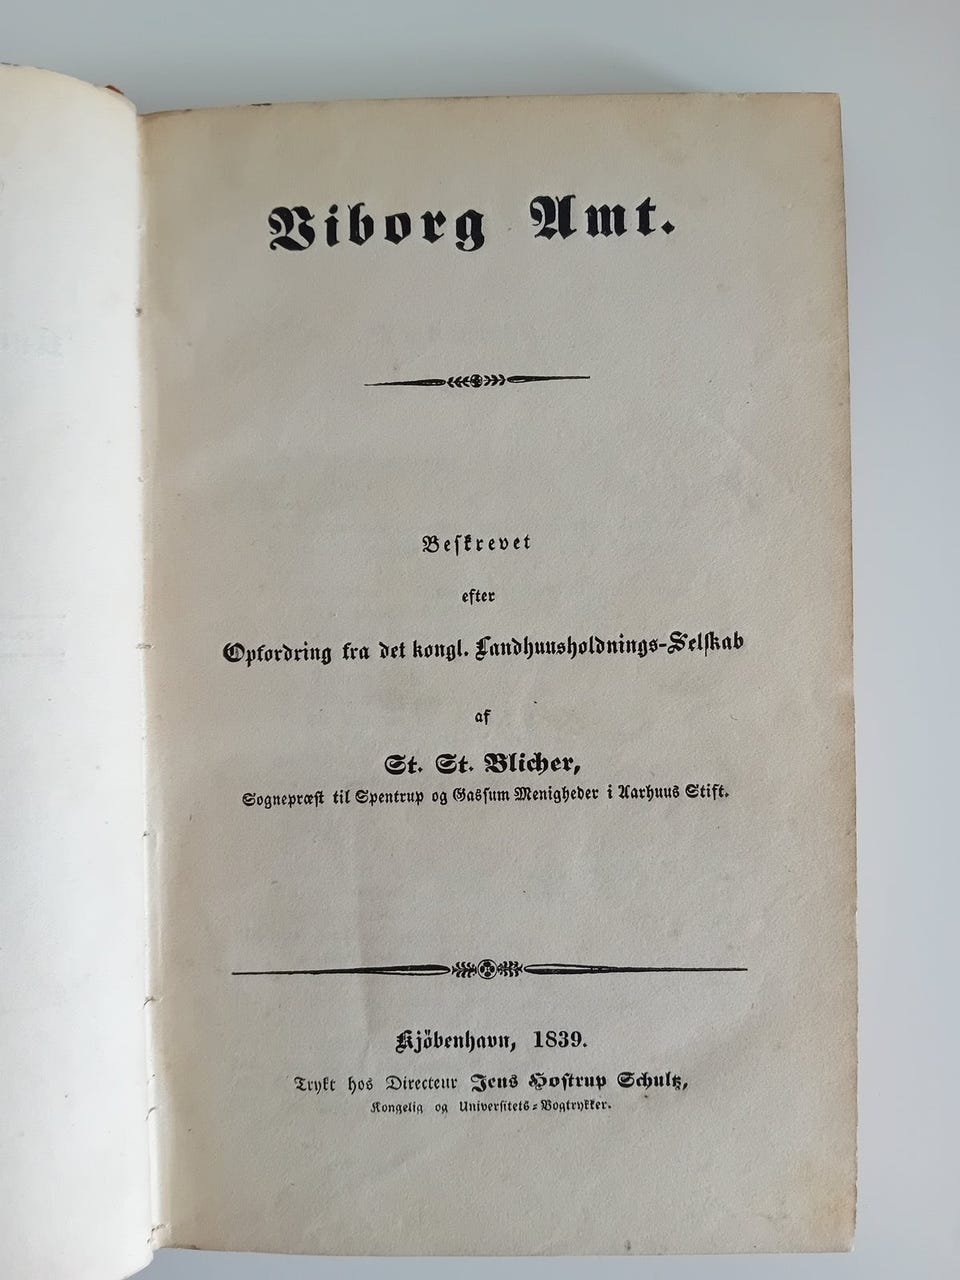 Viborg Amt.
Beskrevet
efter
Opfordring fra det kongl. Landhuusholdnings-Selskab
af
St. St. Blicher,
Sognepræst til Spentrup og Gassum Menigheder i Aarhuus Stift.
Kjöbenhavn, 1839.
Trykt hos Directeur Jens Hostrup Schultz,
Kongelig og Universitets-Bogtrykker.